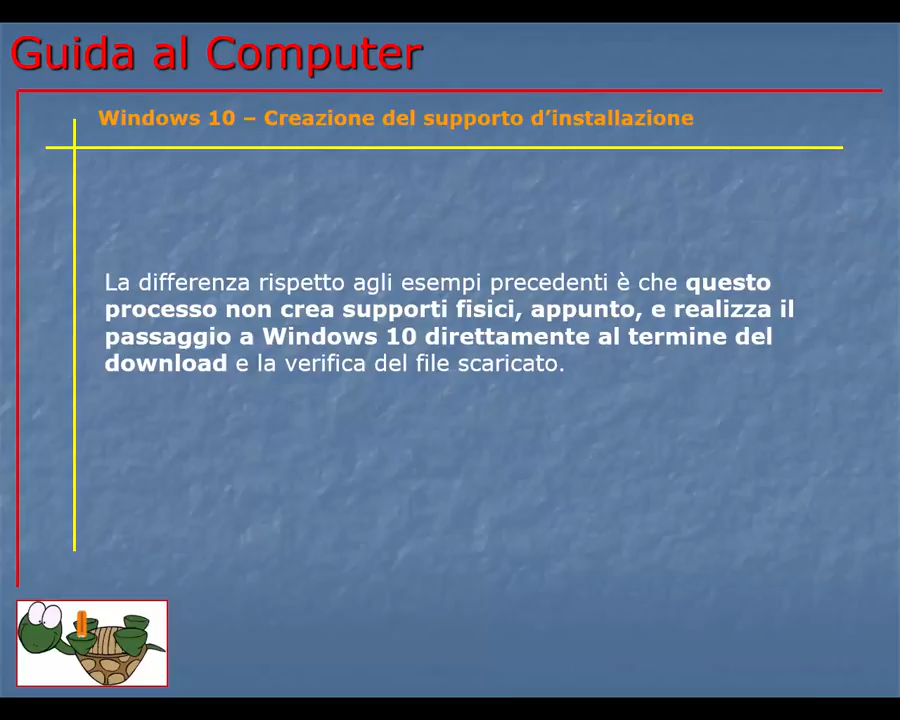 Guida al Computer
Windows 10 – Creazione del supporto d’installazione
La differenza rispetto agli esempi precedenti è che questo
processo non crea supporti fisici, appunto, e realizza il
passaggio a Windows 10 direttamente al termine del
download e la verifica del file scaricato.